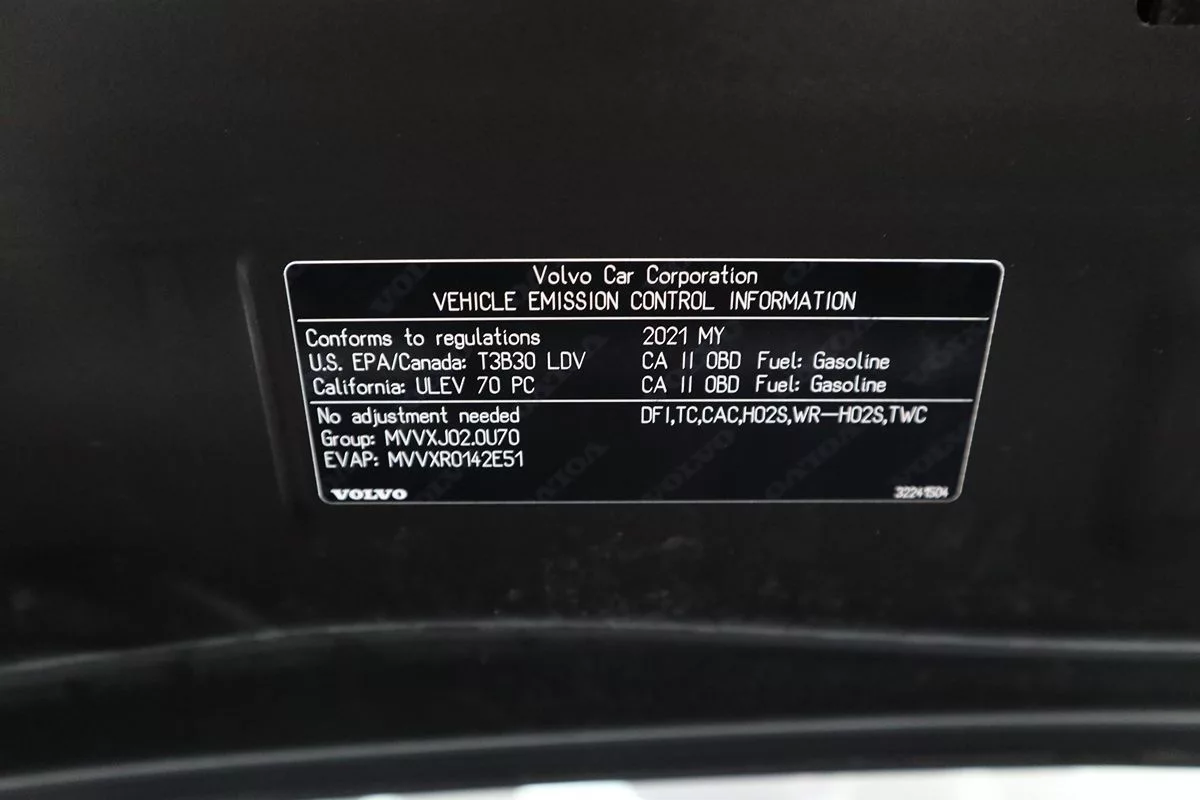 Volvo Car Corporation
VEHICLE EMISSION CONTROL INFORMATION
Conforms to regulations 2021 MY
U.S. EPA/Canada: T3B30 LDV CA II OBD Fuel: Gasoline
California: ULEV 70 PC CA II OBD Fuel: Gasoline
No adjustment needed DFI,TC,CAC,HO2S,WR-HO2S,TWC
Group: MVVXJ02.0U70
EVAP: MVVXR0142E51
VOLVO 32241504